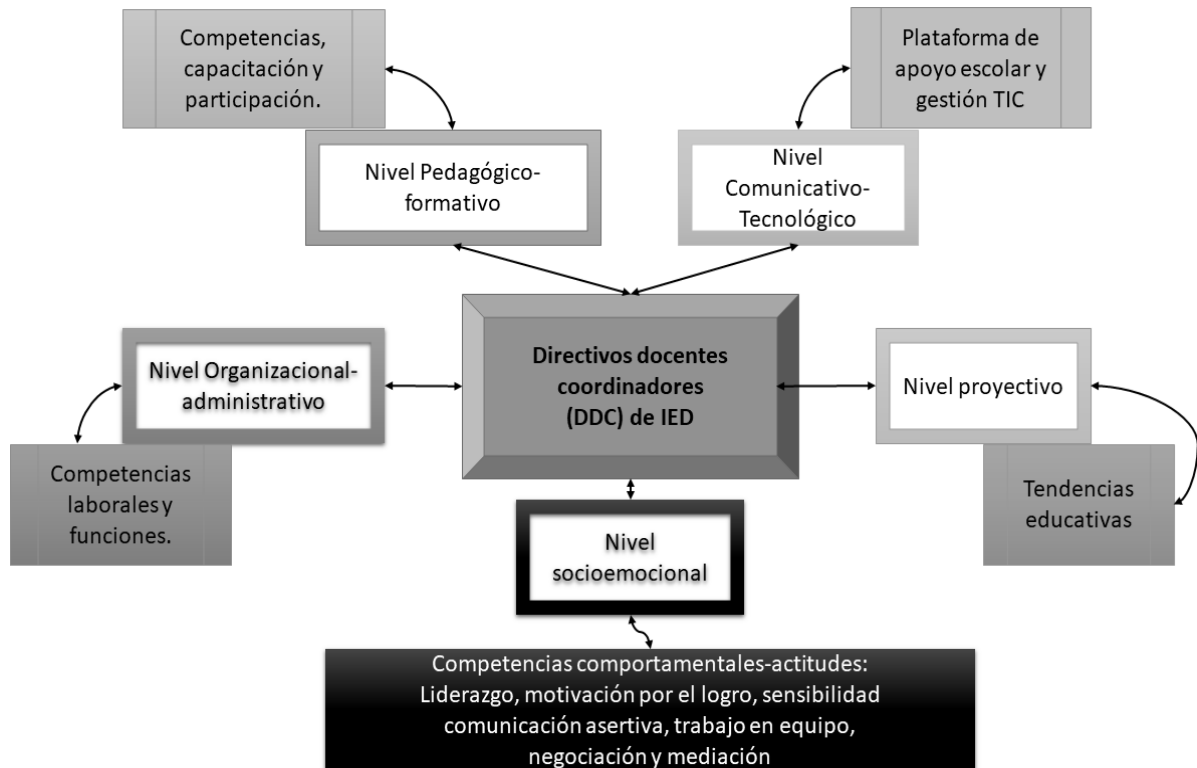 Competencias,
capacitación y
participación.
Plataforma de
apoyo escolar y
gestión TIC
Nivel Pedagógico-
formativo
Nivel
Comunicativo-
Tecnológico
Directivos docentes
coordinadores
(DDC) de IED
Nivel Organizacional-
administrativo
Nivel proyectivo
Competencias
laborales y
funciones.
Tendencias
educativas
Nivel
socioemocional
Competencias comportamentales-actitudes:
Liderazgo, motivación por el logro, sensibilidad
comunicación asertiva, trabajo en equipo,
negociación y mediación